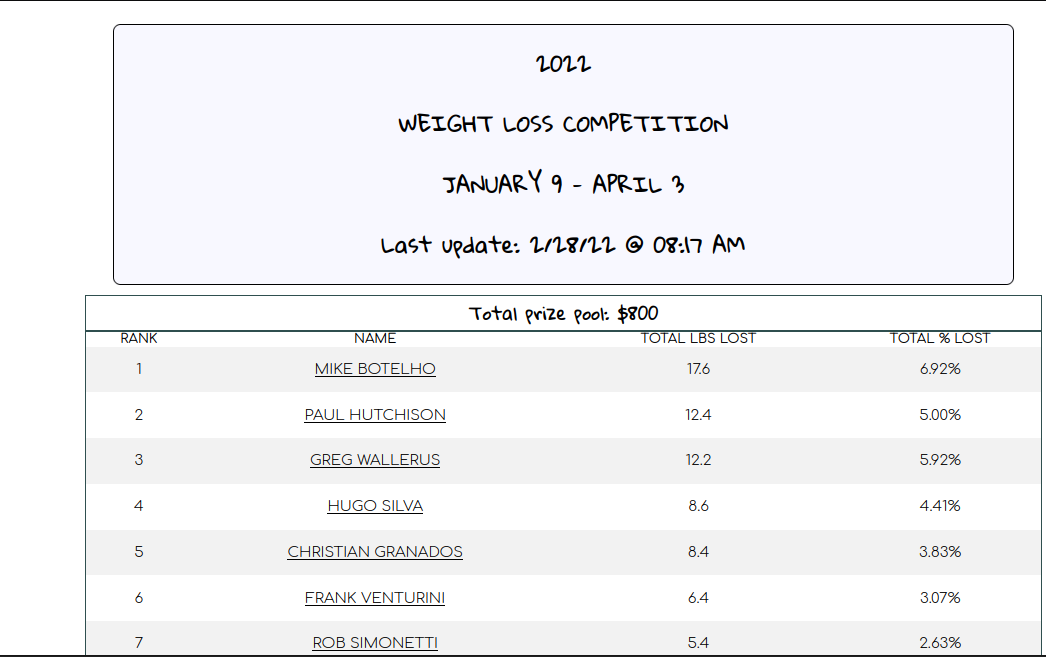 2022
WEIGHT LOSS COMPETITION
JANUARY 9 - APRIL 3
Last update: 2/28/22 @ 08:17 AM
Total prize pool: $800
RANK NAME TOTAL LBS LOST TOTAL % LOST
1 MIKE BOTELHO 17.6 6.92%
2 PAUL HUTCHISON 12.4 5.00%
3 GREG WALLERUS 12.2 5.92%
4 HUGO SILVA 8.6 4.41%
5 CHRISTIAN GRANADOS 8.4 3.83%
6 FRANK VENTURINI 6.4 3.07%
7 ROB SIMONETTI 5.4 2.63%